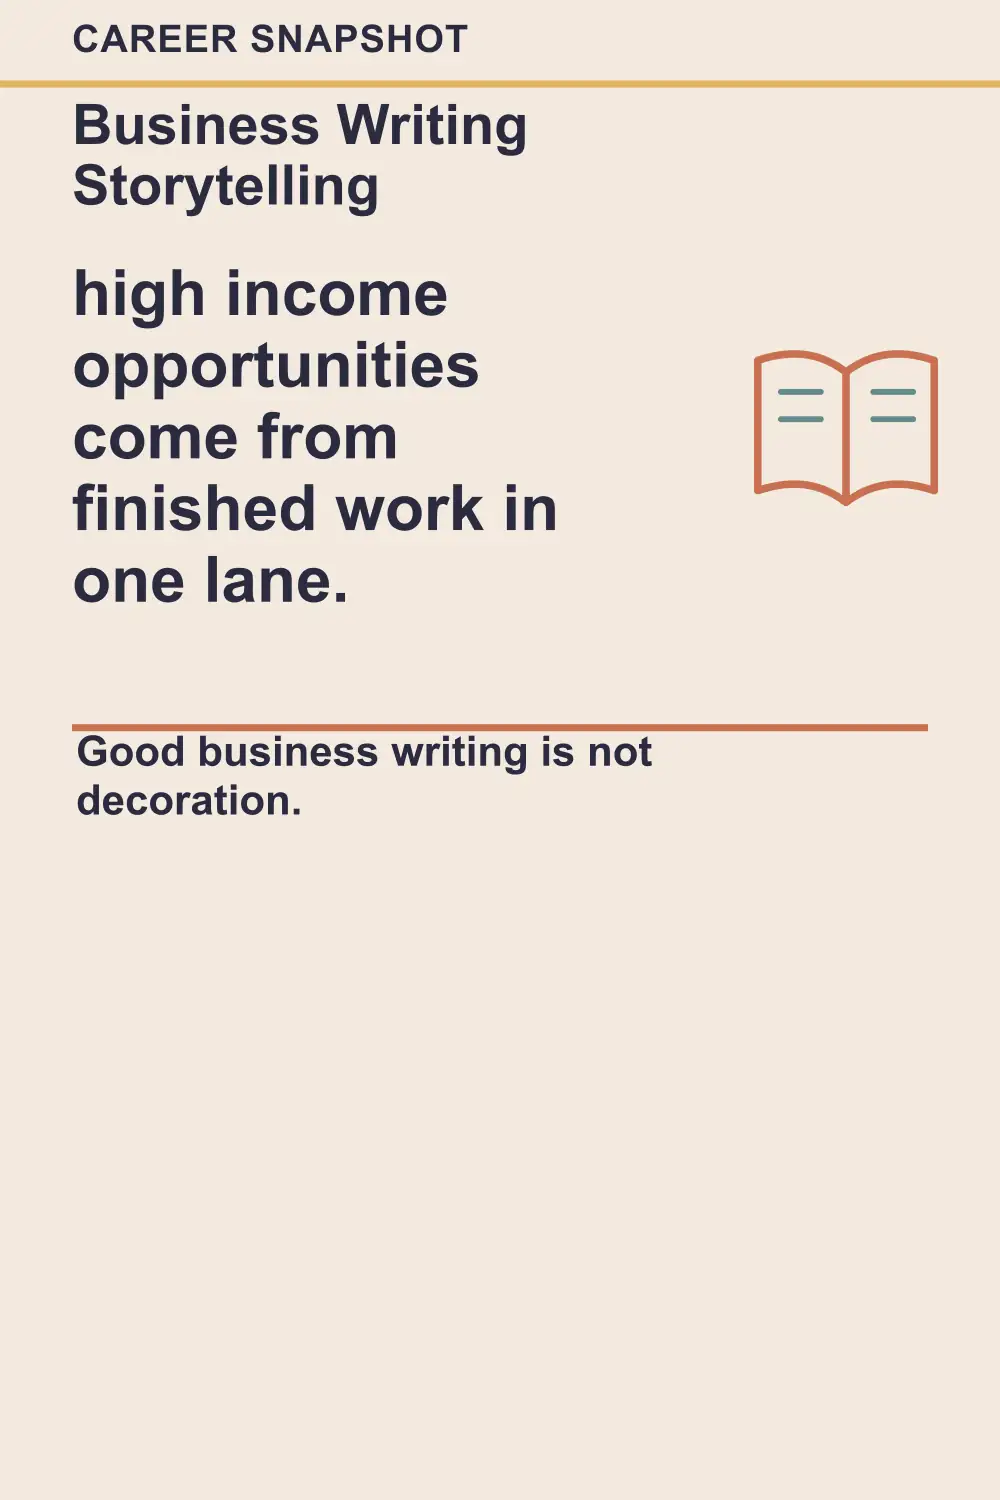 CAREER SNAPSHOT
Business Writing
Storytelling
high income
opportunities
come from
finished work in
one lane.
Good business writing is not
decoration.